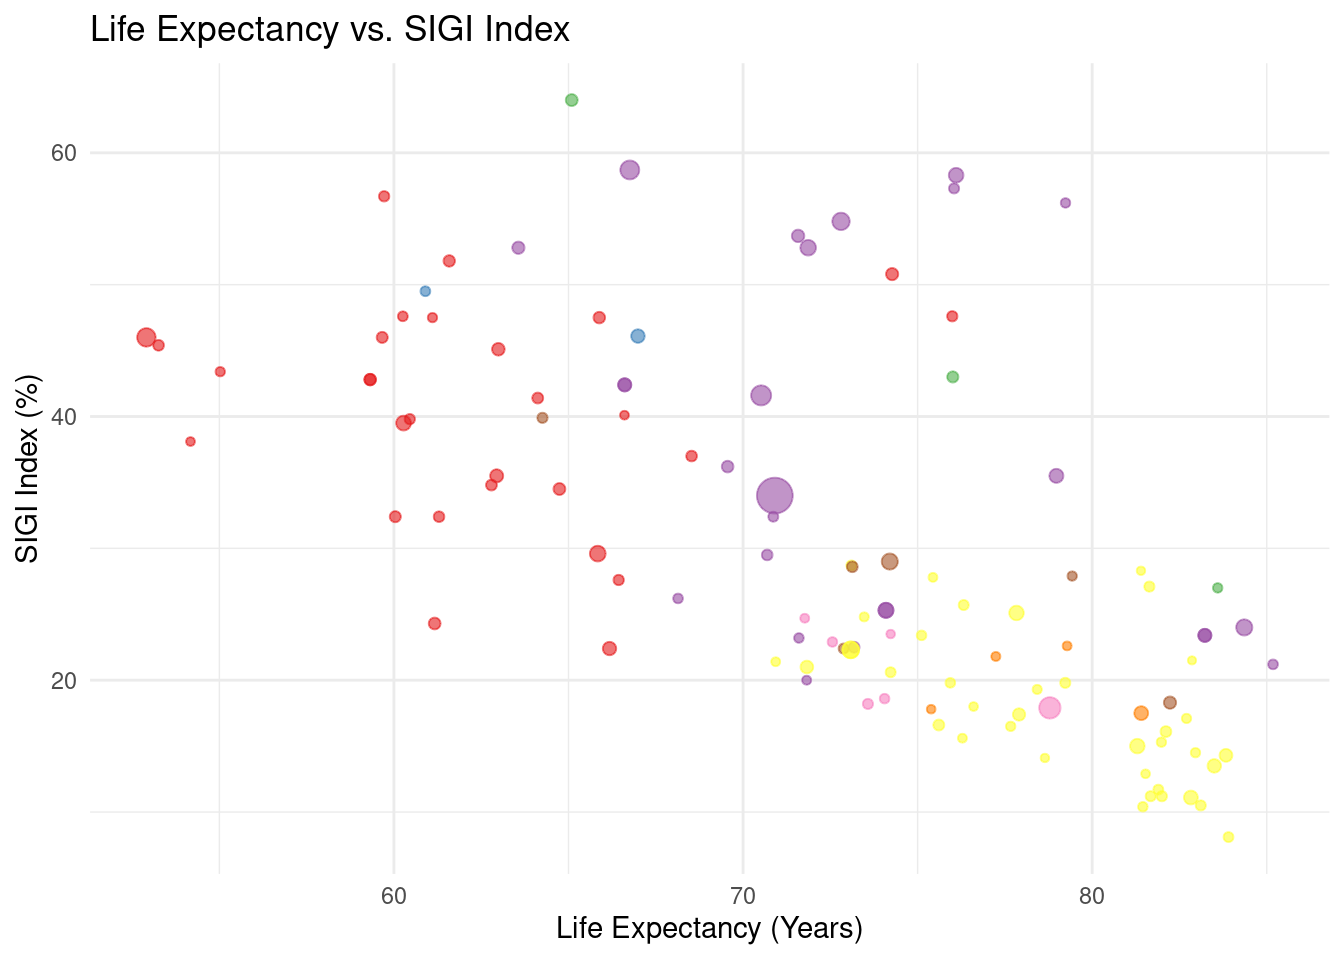 Life Expectancy vs. SIGI Index
60
40
20
SIGI Index (%)
60 70 80
Life Expectancy (Years)